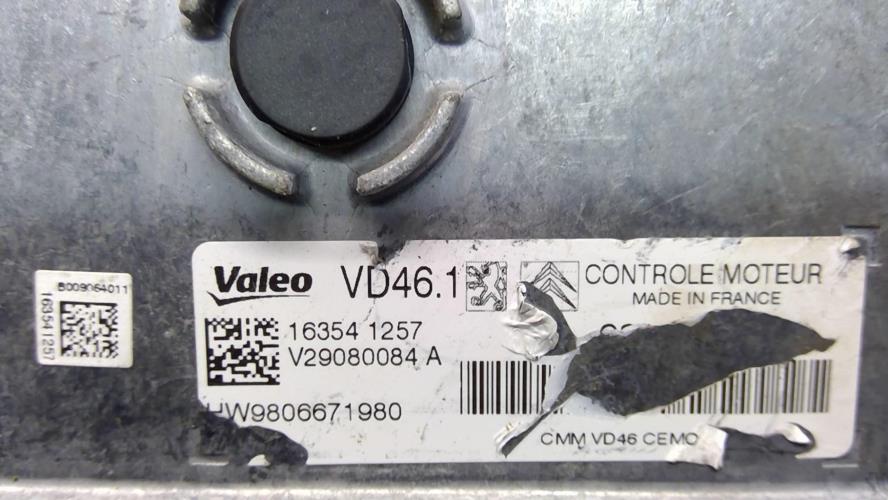 Valeo VD46.1 CONTROLE MOTEUR
MADE IN FRANCE
16354 1257
V29080084 A
HW9806671980
CMM VD46 CEMO
B009064011
16354 1257